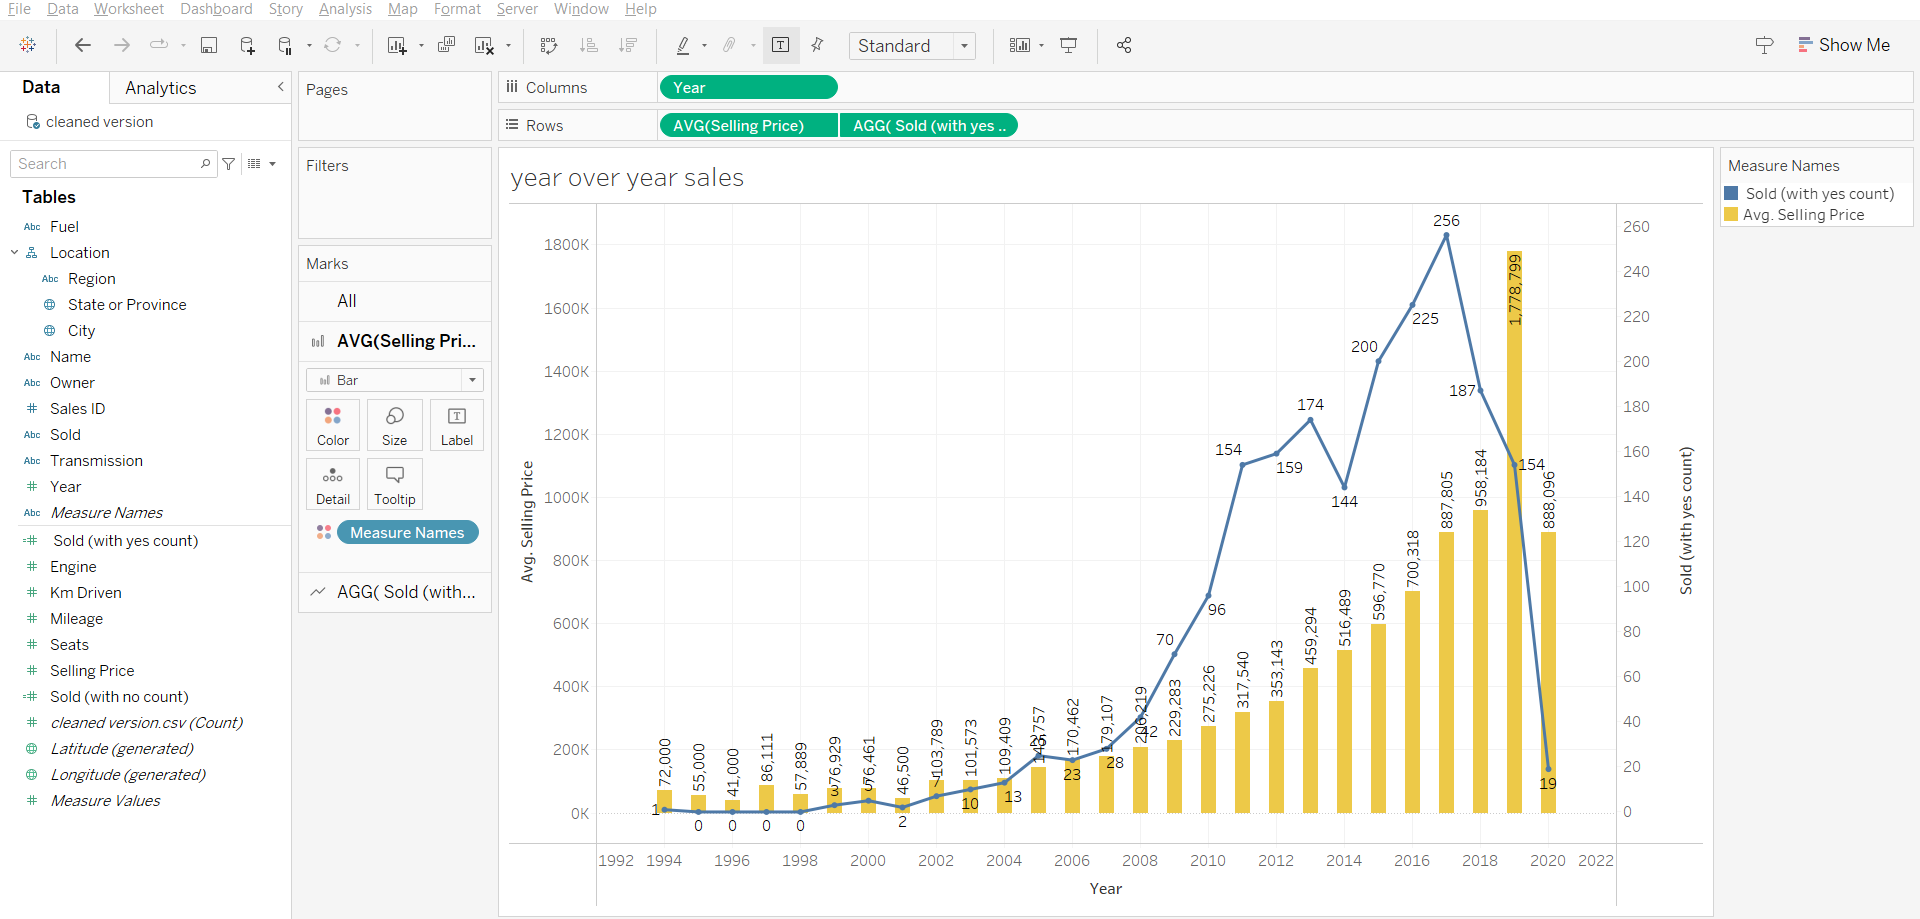 File Data Worksheet Dashboard Story Analysis Map Format Server Window Help
Standard
Show Me
Data Analytics
cleaned version
Search
Tables
Abc Fuel
Location
Abc Region
State or Province
City
Abc Name
Abc Owner
# Sales ID
Abc Sold
Abc Transmission
Abc Year
Abc Measure Names
=# Sold (with yes count)
# Engine
# Km Driven
# Mileage
# Seats
# Selling Price
=# Sold (with no count)
# cleaned version.csv (Count)
Latitude (generated)
Longitude (generated)
# Measure Values
Pages
Filters
Marks
All
AVG(Selling Pri...
Bar
Color Size Label
Detail Tooltip
Measure Names
AGG( Sold (with...
Columns Year
Rows AVG(Selling Price) AGG( Sold (with yes ..
year over year sales
Avg. Selling Price
1800K
1600K
1400K
1200K
1000K
800K
600K
400K
200K
0K
72,000
55,000
41,000
86,111
57,889
76,929
76,461
46,500
103,789
101,573
109,409
170,462
179,107
229,283
275,226
317,540
353,143
459,294
516,489
596,770
700,318
887,805
958,184
1,778,799
888,096
1
0
0
0
0
3
5
2
7
10
13
25
23
28
42
70
96
154
159
174
144
200
225
256
187
154
19
260
240
220
200
180
160
140
120
100
80
60
40
20
0
Sold (with yes count)
1992 1994 1996 1998 2000 2002 2004 2006 2008 2010 2012 2014 2016 2018 2020 2022
Year
Measure Names
Sold (with yes count)
Avg. Selling Price